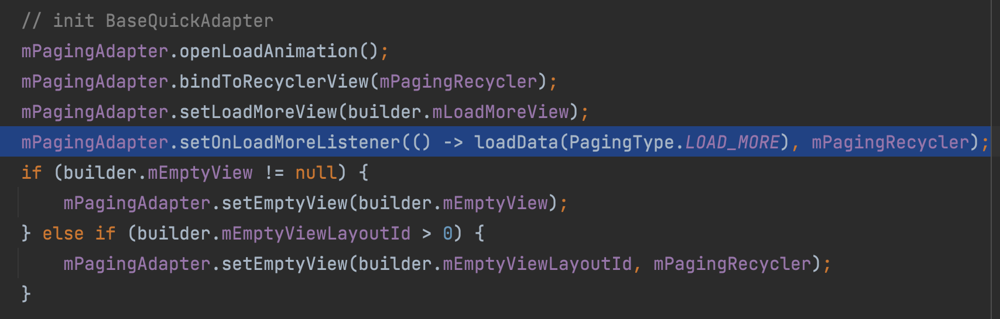 // init BaseQuickAdapter
mPagingAdapter.openLoadAnimation();
mPagingAdapter.bindToRecyclerView(mPagingRecycler);
mPagingAdapter.setLoadMoreView(builder.mLoadMoreView);
mPagingAdapter.setOnLoadMoreListener(() -> loadData(PagingType.LOAD_MORE), mPagingRecycler);
if (builder.mEmptyView != null) {
    mPagingAdapter.setEmptyView(builder.mEmptyView);
} else if (builder.mEmptyViewLayoutId > 0) {
    mPagingAdapter.setEmptyView(builder.mEmptyViewLayoutId, mPagingRecycler);
}